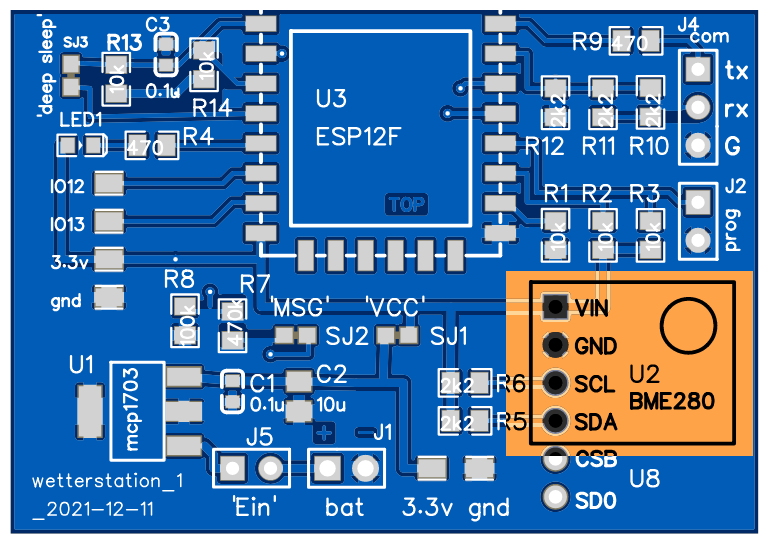 J4
com
tx
rx
G
R9 470
C3
SJ3 R13
'deep sleep'
10k
0.1u
10k
R14
U3
ESP12F
TOP
2k2 2k2 2k2
R12 R11 R10
LED1
470 R4
IO12
IO13
3.3v
gnd
R1 R2 R3
10k 10k 10k
J2
prog
R8 R7
100k 470k
'MSG' 'VCC'
SJ2 SJ1
VIN
GND
SCL
SDA
CSB
SDO
U2
BME280
U8
2k2 R6
2k2 R5
U1
mcp1703
C1
0.1u
C2
10u
+ - J1
J5
'Ein' bat 3.3v gnd
wetterstation_1
_2021-12-11